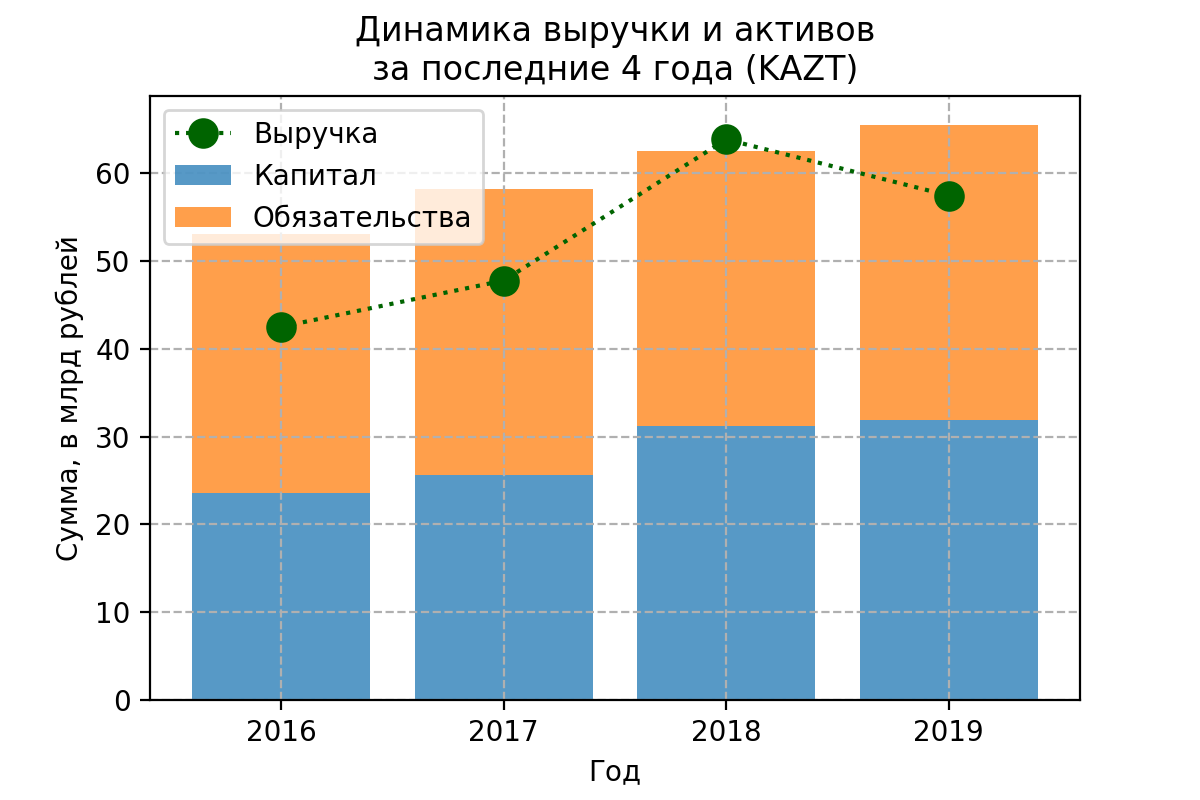 Динамика выручки и активов
за последние 4 года (KAZT)
Выручка
Капитал
Обязательства
Сумма, в млрд рублей
60
50
40
30
20
10
0
2016 2017 2018 2019
Год